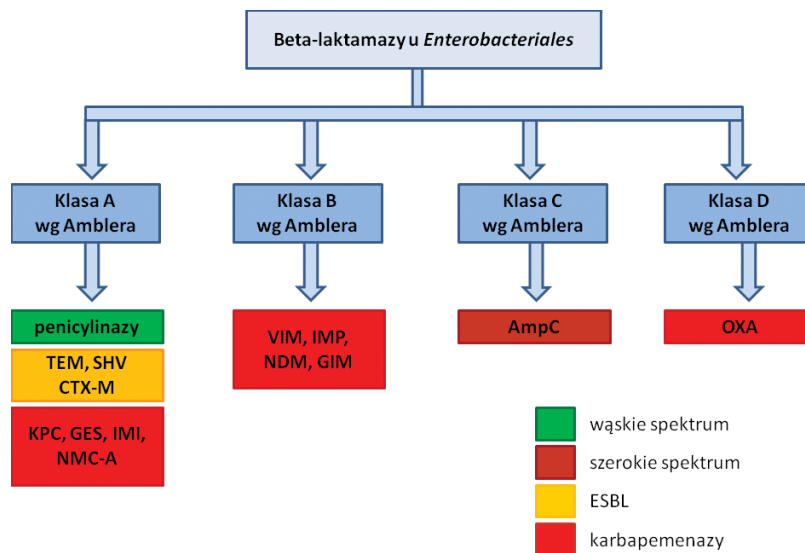 Beta-laktamazy u Enterobacteriales
Klasa A
wg Amblera
Klasa B
wg Amblera
Klasa C
wg Amblera
Klasa D
wg Amblera
penicylinazy
TEM, SHV
CTX-M
KPC, GES, IMI,
NMC-A
VIM, IMP,
NDM, GIM
AmpC
OXA
wąskie spektrum
szerokie spektrum
ESBL
karbapemenazy